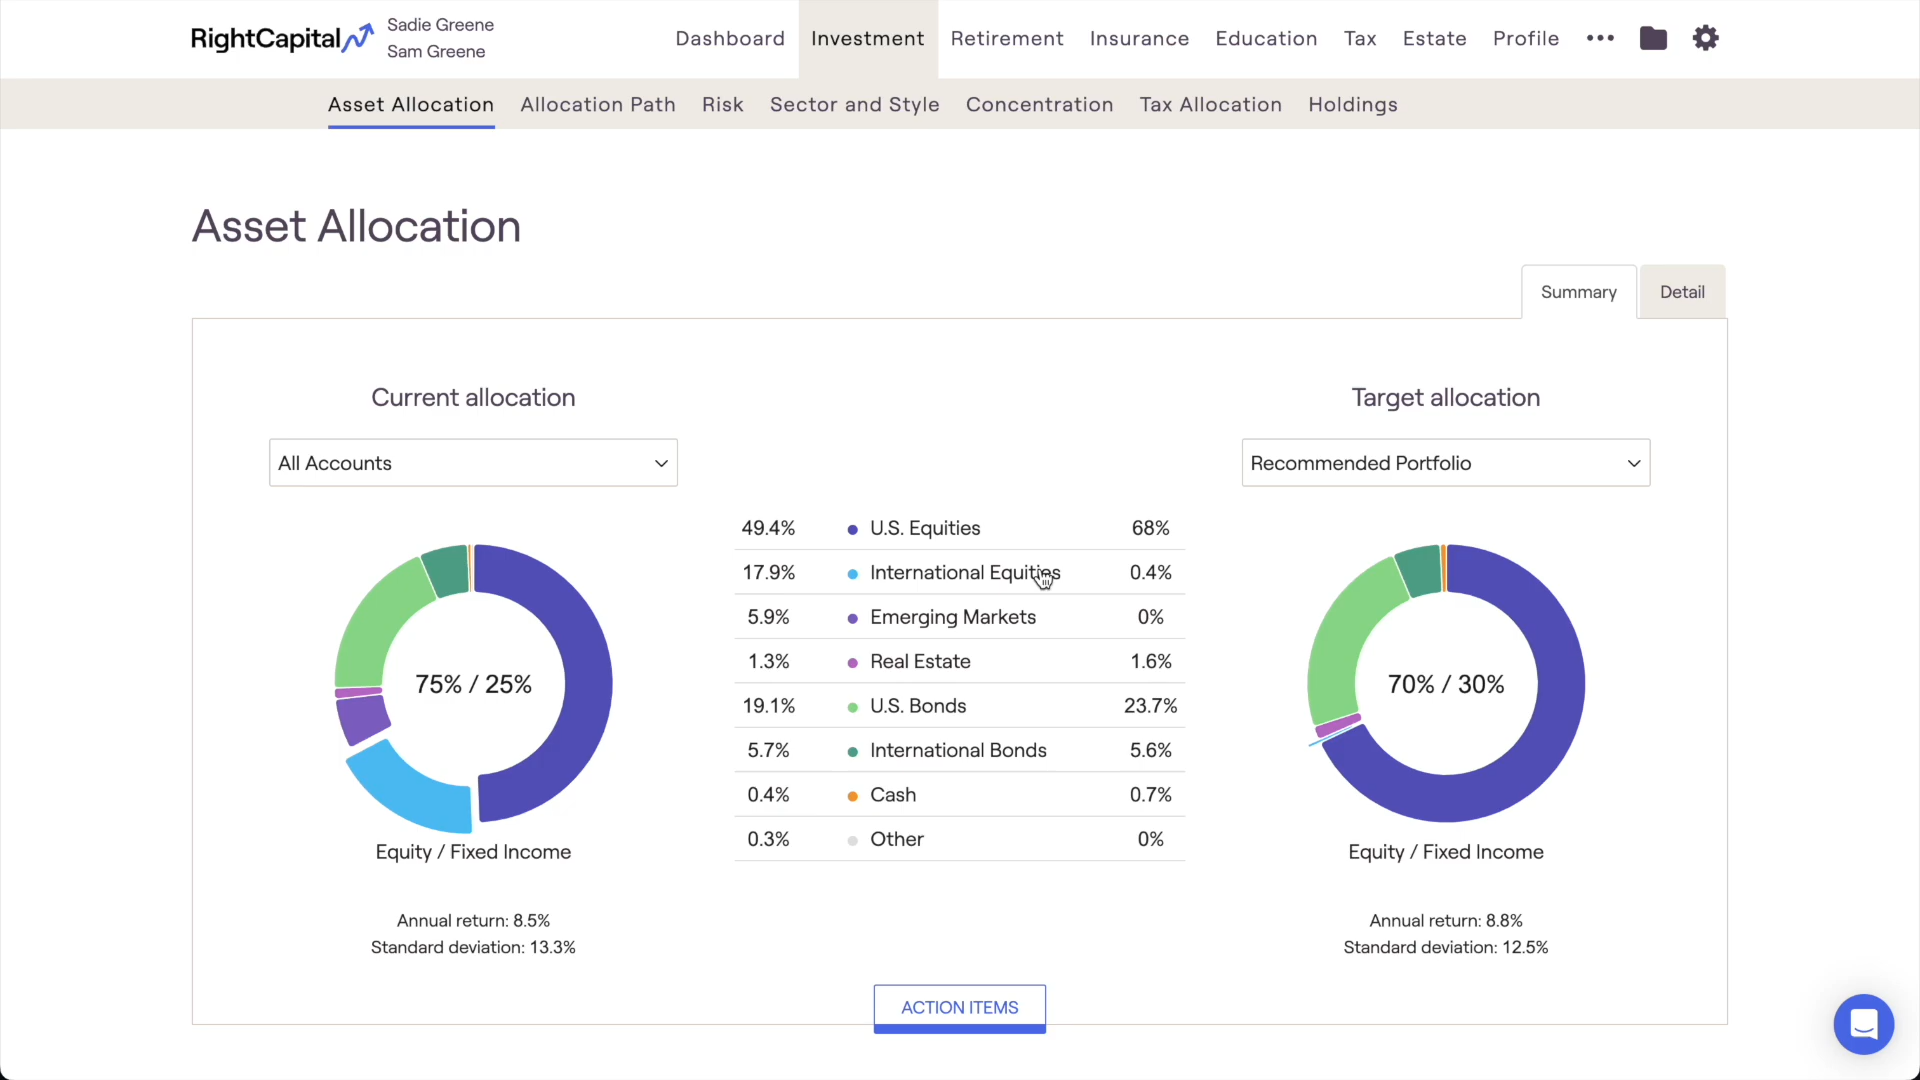 RightCapital
Sadie Greene
Sam Greene
Dashboard Investment Retirement Insurance Education Tax Estate Profile
Asset Allocation Allocation Path Risk Sector and Style Concentration Tax Allocation Holdings
Asset Allocation
Summary Detail
Current allocation
Target allocation
All Accounts
Recommended Portfolio
49.4% U.S. Equities 68%
17.9% International Equities 0.4%
5.9% Emerging Markets 0%
1.3% Real Estate 1.6%
19.1% U.S. Bonds 23.7%
5.7% International Bonds 5.6%
0.4% Cash 0.7%
0.3% Other 0%
75% / 25%
70% / 30%
Equity / Fixed Income
Equity / Fixed Income
Annual return: 8.5%
Standard deviation: 13.3%
Annual return: 8.8%
Standard deviation: 12.5%
ACTION ITEMS